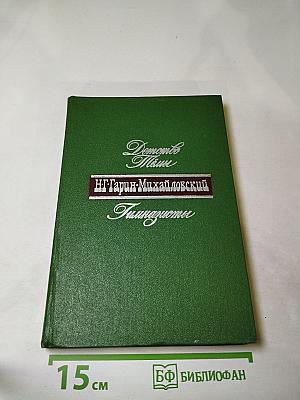 Детство
Тёмы
Н·Г·Гарин-Михайловский
Гимназисты
15 см
БФ БИБЛИОФАН